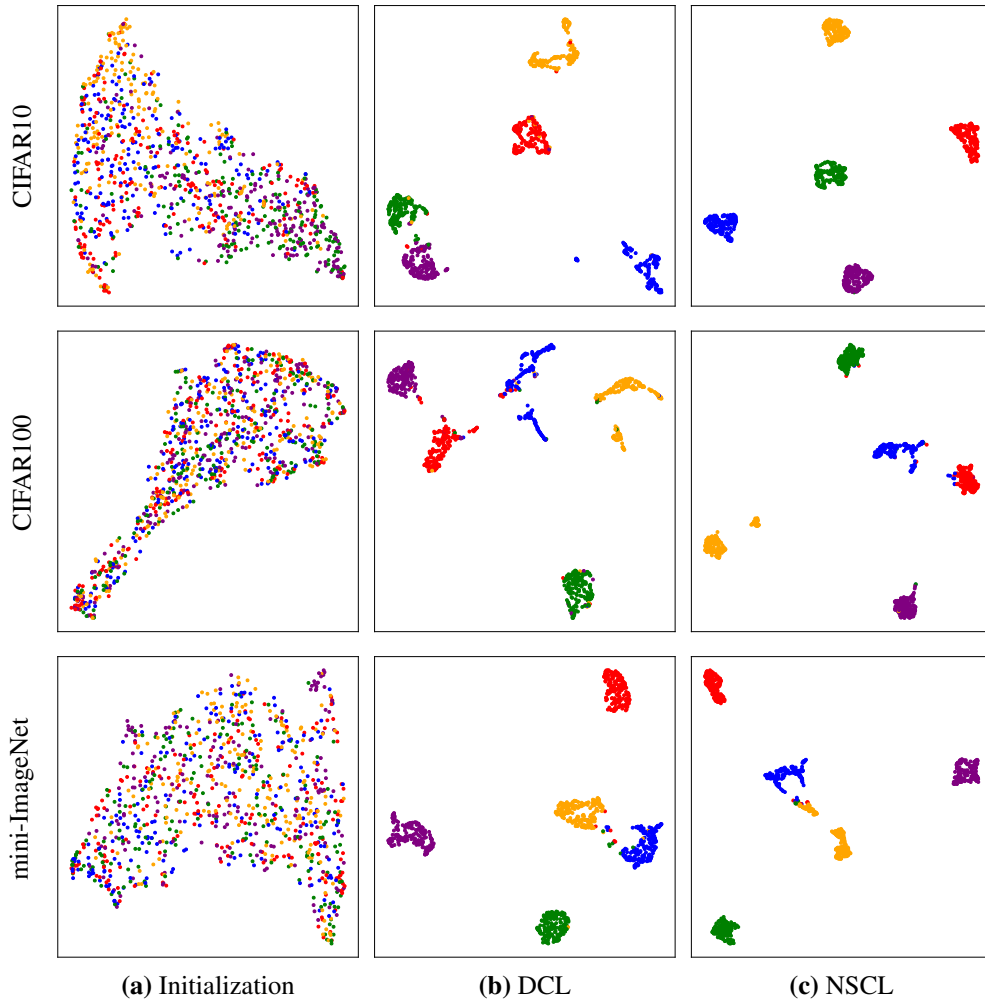 CIFAR10
CIFAR100
mini-ImageNet
(a) Initialization
(b) DCL
(c) NSCL